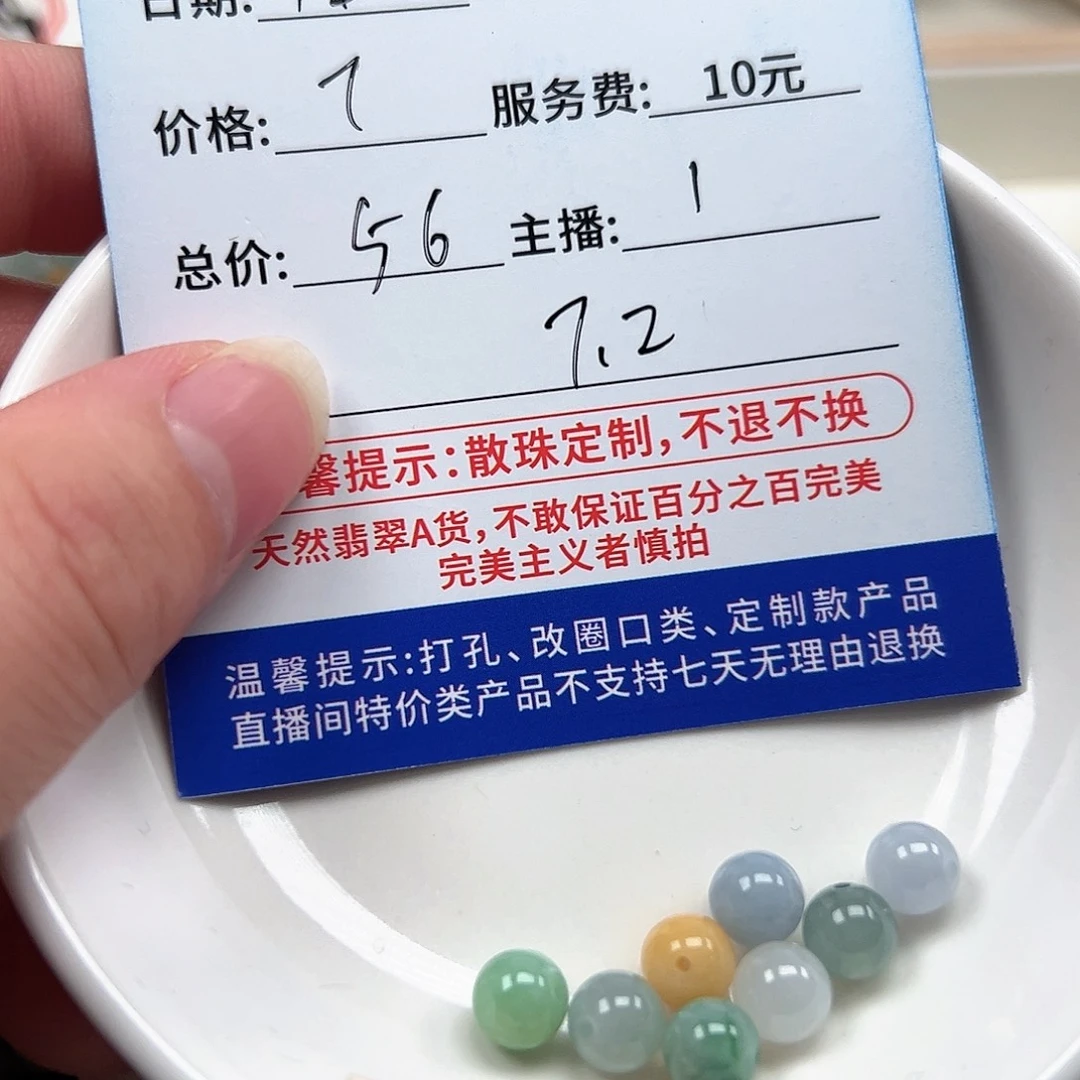 日期:
价格: 7 服务费: 10元
总价: 56 主播: 1
7.2
馨提示:散珠定制,不退不换
天然翡翠A货,不敢保证百分之百完美
完美主义者慎拍
温馨提示:打孔、改圈口类、定制款产品
直播间特价类产品不支持七天无理由退换